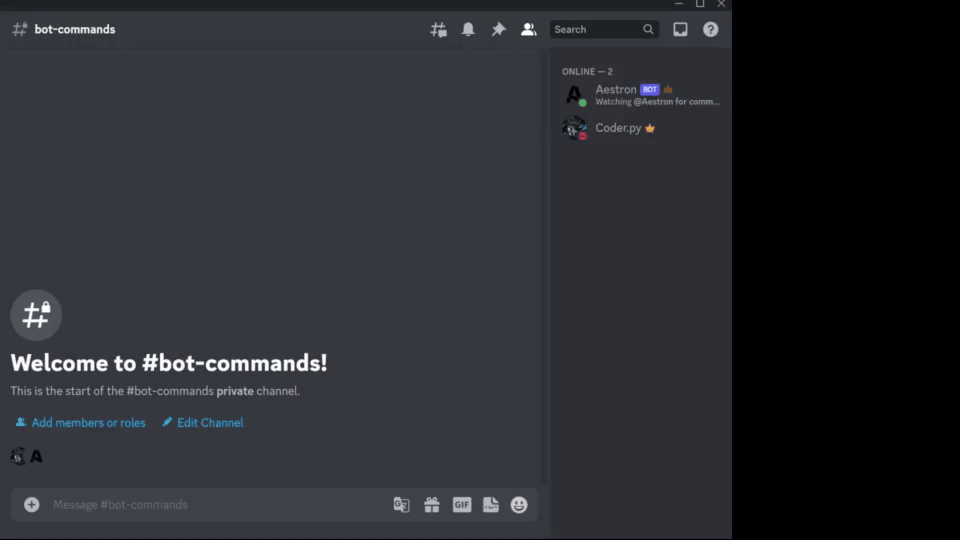 bot-commands
Search
ONLINE — 2
Aestron BOT
Watching @Aestron for comm...
Coder.py
Welcome to #bot-commands!
This is the start of the #bot-commands private channel.
Add members or roles
Edit Channel
Message #bot-commands
GIF